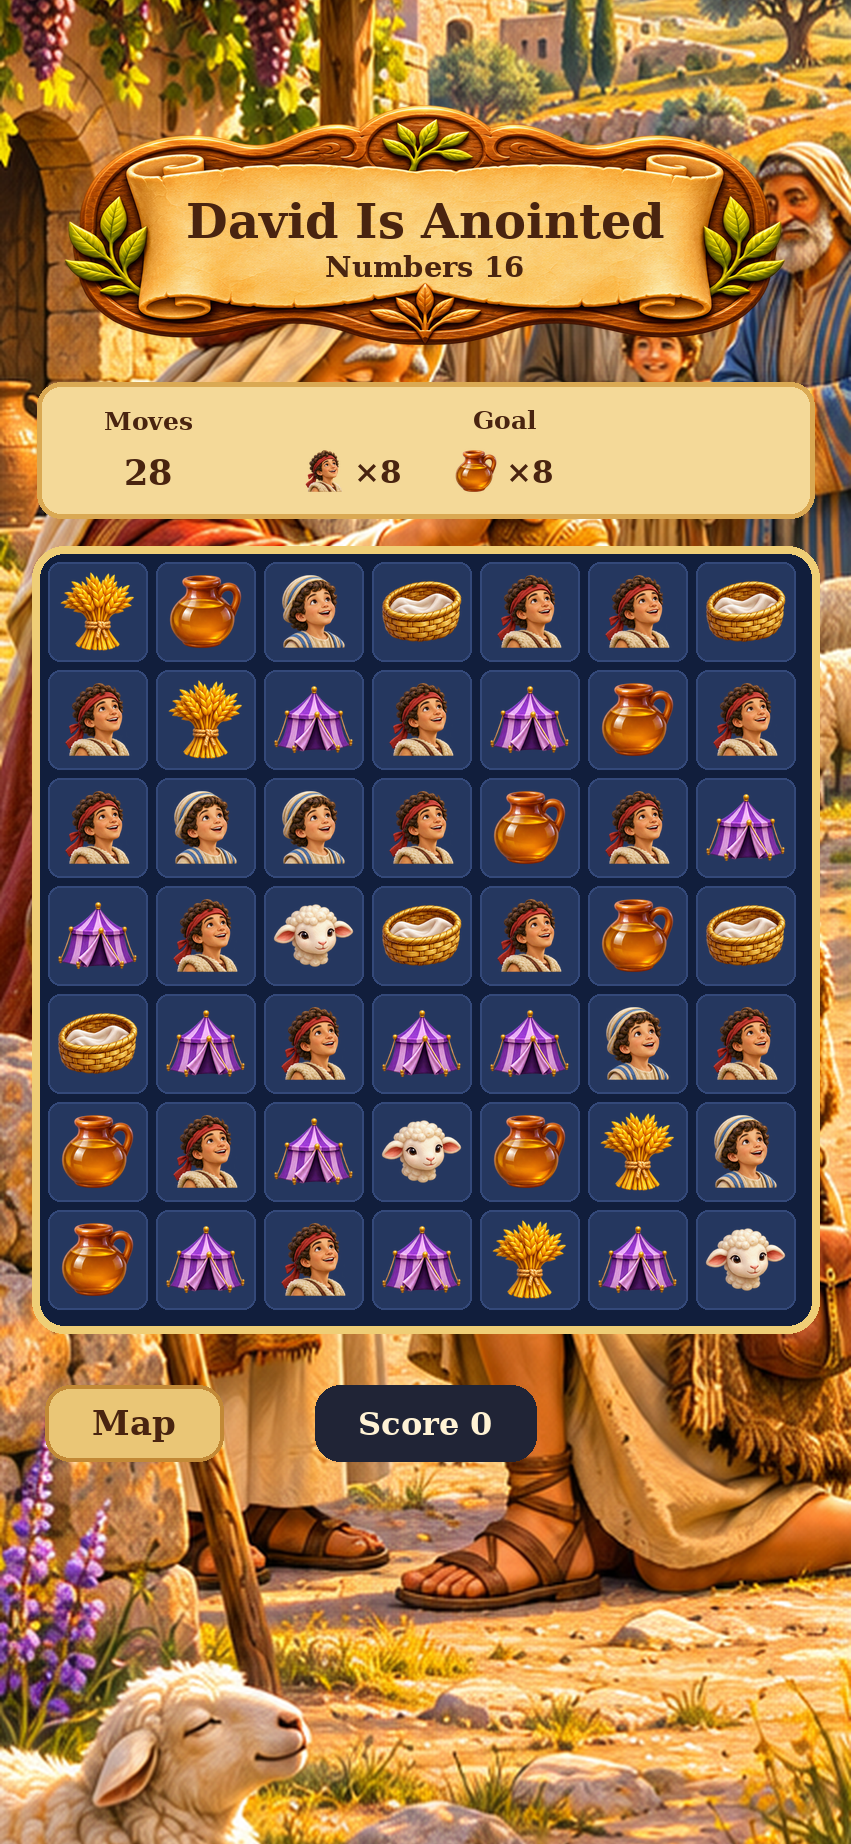 David Is Anointed
Numbers 16
Moves
Goal
28
×8
×8
Map
Score 0